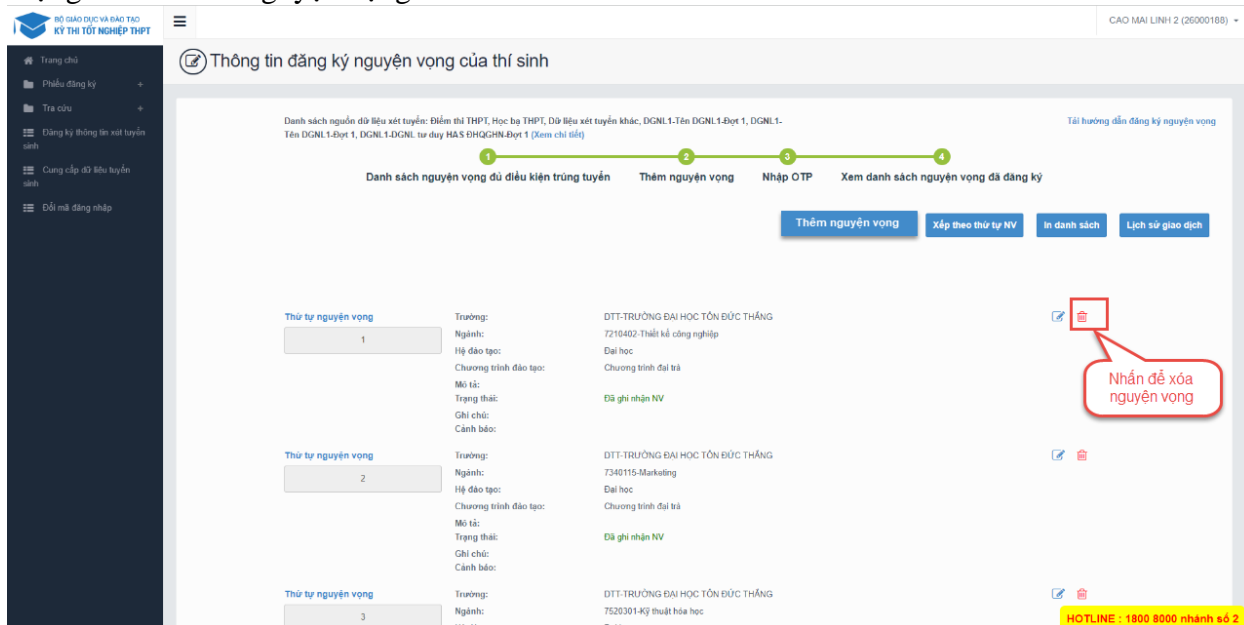 BỘ GIÁO DỤC VÀ ĐÀO TẠO
KỲ THI TỐT NGHIỆP THPT
CAO MAI LINH 2 (26000188)
Trang chủ
Phiếu đăng ký +
Tra cứu +
Đăng ký thông tin xét tuyển
sinh
Cung cấp dữ liệu tuyển
sinh
Đổi mã đăng nhập
Thông tin đăng ký nguyện vọng của thí sinh
Danh sách nguồn dữ liệu xét tuyển: Điểm thi THPT, Học bạ THPT, Dữ liệu xét tuyển khác, DGNL1-Tên DGNL1-Đợt 1, DGNL1-
Tên DGNL1-Đợt 1, DGNL1-DGNL tư duy HAS ĐHQGHN-Đợt 1 (Xem chi tiết)
Tải hướng dẫn đăng ký nguyện vọng
1 2 3 4
Danh sách nguyện vọng đủ điều kiện trúng tuyển Thêm nguyện vọng Nhập OTP Xem danh sách nguyện vọng đã đăng ký
Thêm nguyện vọng Xếp theo thứ tự NV In danh sách Lịch sử giao dịch
Thứ tự nguyện vọng
1
Trường: DTT-TRƯỜNG ĐẠI HỌC TÔN ĐỨC THẮNG
Ngành: 7210402-Thiết kế công nghiệp
Hệ đào tạo: Đại học
Chương trình đào tạo: Chương trình đại trà
Mô tả:
Trạng thái: Đã ghi nhận NV
Ghi chú:
Cảnh báo:
Nhấn để xóa
nguyện vọng
Thứ tự nguyện vọng
2
Trường: DTT-TRƯỜNG ĐẠI HỌC TÔN ĐỨC THẮNG
Ngành: 7340115-Marketing
Hệ đào tạo: Đại học
Chương trình đào tạo: Chương trình đại trà
Mô tả:
Trạng thái: Đã ghi nhận NV
Ghi chú:
Cảnh báo:
Thứ tự nguyện vọng
3
Trường: DTT-TRƯỜNG ĐẠI HỌC TÔN ĐỨC THẮNG
Ngành: 7520301-Kỹ thuật hóa học
HOTLINE : 1800 8000 nhánh số 2